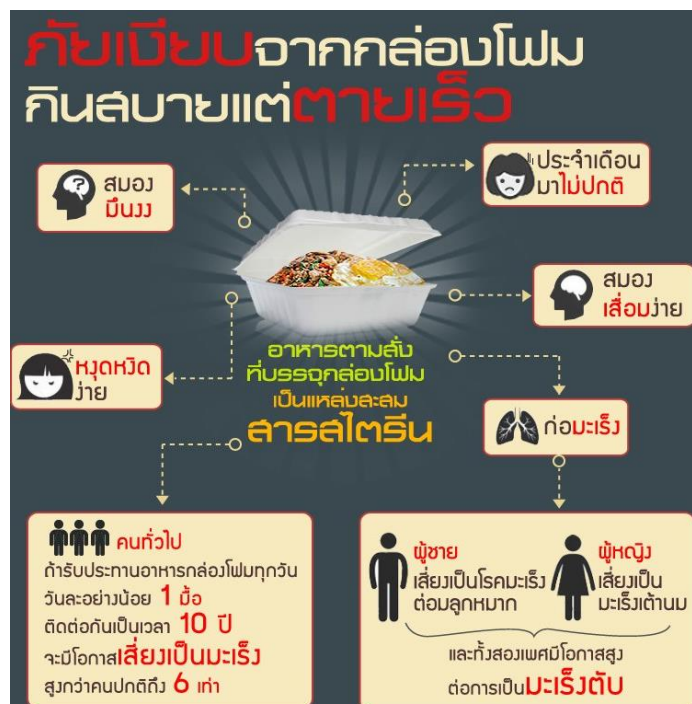 ภัยเงียบจากกล่องโฟม
กินสบายแต่ตายเร็ว
สมอง
มึนงง
ประจำเดือน
มาไม่ปกติ
สมอง
เสื่อมง่าย
หงุดหงิด
ง่าย
อาหารตามสั่ง
ที่บรรจุกล่องโฟม
เป็นแหล่งสะสม
สารสไตรีน
ก่อมะเร็ง
คนทั่วไป
ถ้ารับประทานอาหารกล่องโฟมทุกวัน
วันละอย่างน้อย 1 มื้อ
ติดต่อกันเป็นเวลา 10 ปี
จะมีโอกาสเสี่ยงเป็นมะเร็ง
สูงกว่าคนปกติถึง 6 เท่า
ผู้ชาย
เสี่ยงเป็นโรคมะเร็ง
ต่อมลูกหมาก
ผู้หญิง
เสี่ยงเป็น
มะเร็งเต้านม
และทั้งสองเพศมีโอกาสสูง
ต่อการเป็นมะเร็งตับ